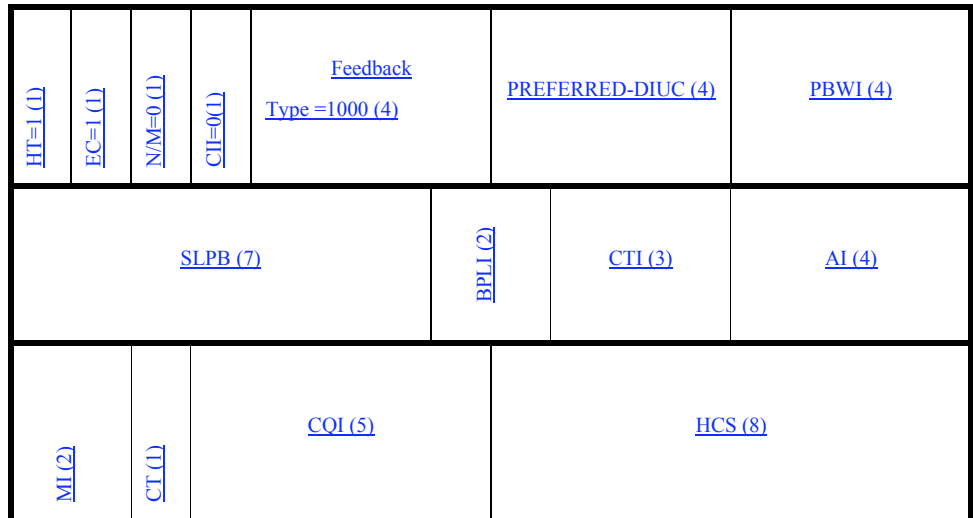 HT=1 (1)
EC=1 (1)
N/M=0 (1)
CII=0(1)
Feedback
Type =1000 (4)
PREFERRED-DIUC (4)
PBWI (4)
SLPB (7)
BPLI (2)
CTI (3)
AI (4)
MI (2)
CT (1)
CQI (5)
HCS (8)